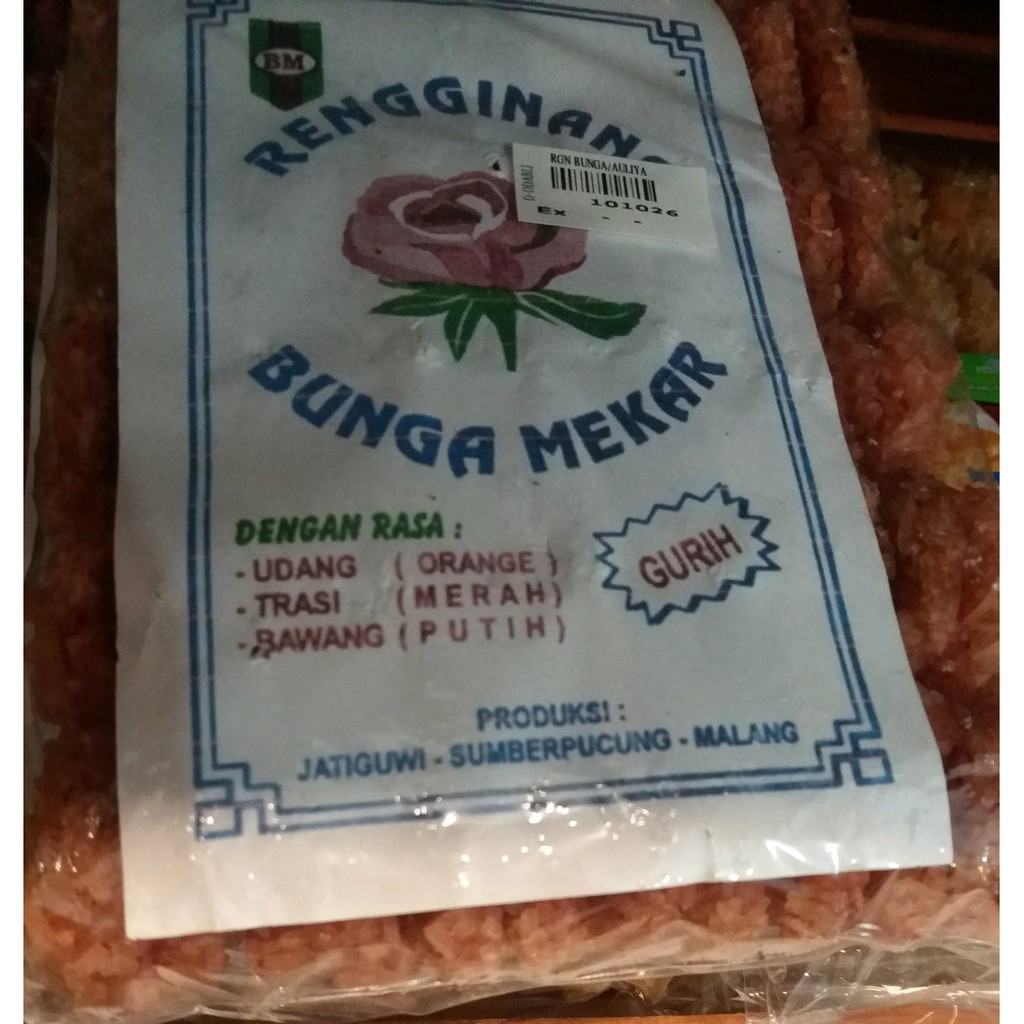 BM
RENGGINANG
RGN BUNGA/AULIYA
101026
Ex - -
BUNGA MEKAR
DENGAN RASA :
- UDANG ( ORANGE )
- TRASI ( MERAH )
- BAWANG ( PUTIH )
GURIH
PRODUKSI :
JATIGUWI - SUMBERPUCUNG - MALANG